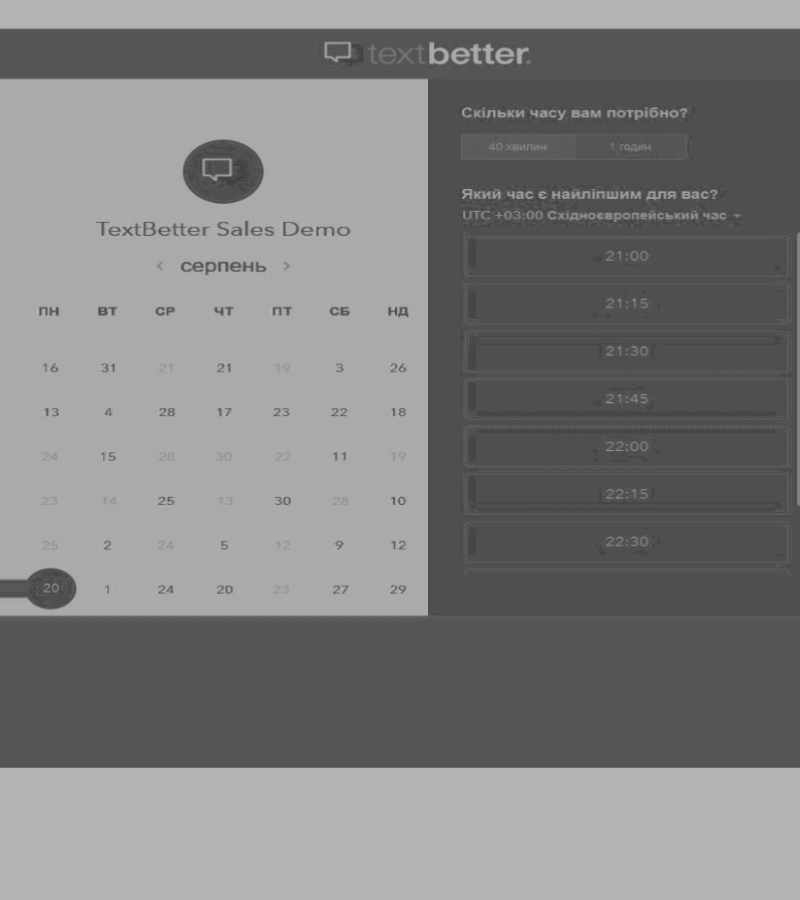 textbetter.
TextBetter Sales Demo
‹ серпень ›
ПН ВТ СР ЧТ ПТ СБ НД
16 31 21 21 19 3 26
13 4 28 17 23 22 18
24 15 28 30 22 11 19
23 14 25 13 30 28 10
25 2 24 5 12 9 12
20 1 24 20 23 27 29
Скільки часу вам потрібно?
40 хвилин 1 годин
Який час є найліпшим для вас?
UTC +03:00 Східноєвропейський час
21:00
21:15
21:30
21:45
22:00
22:15
22:30